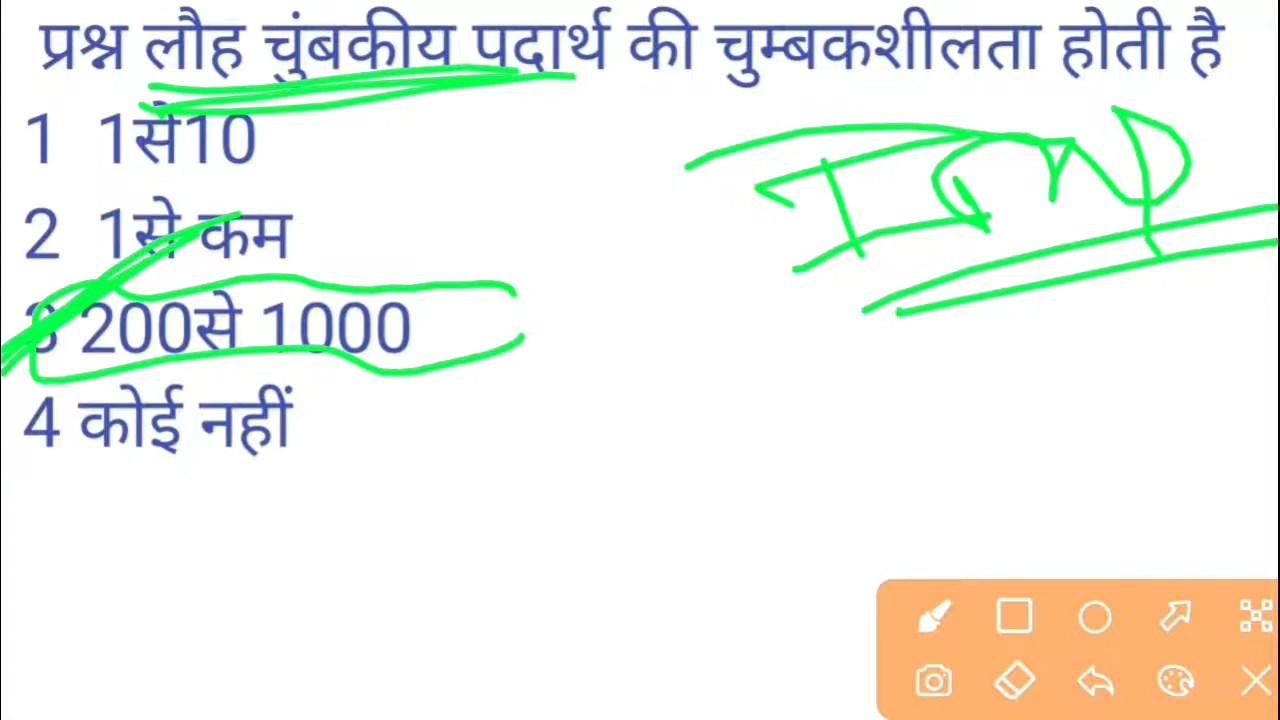 प्रश्न लौह चुंबकीय पदार्थ की चुम्बकशीलता होती है
1 1से10
Imp
2 1से कम
3 200से 1000
4 कोई नहीं